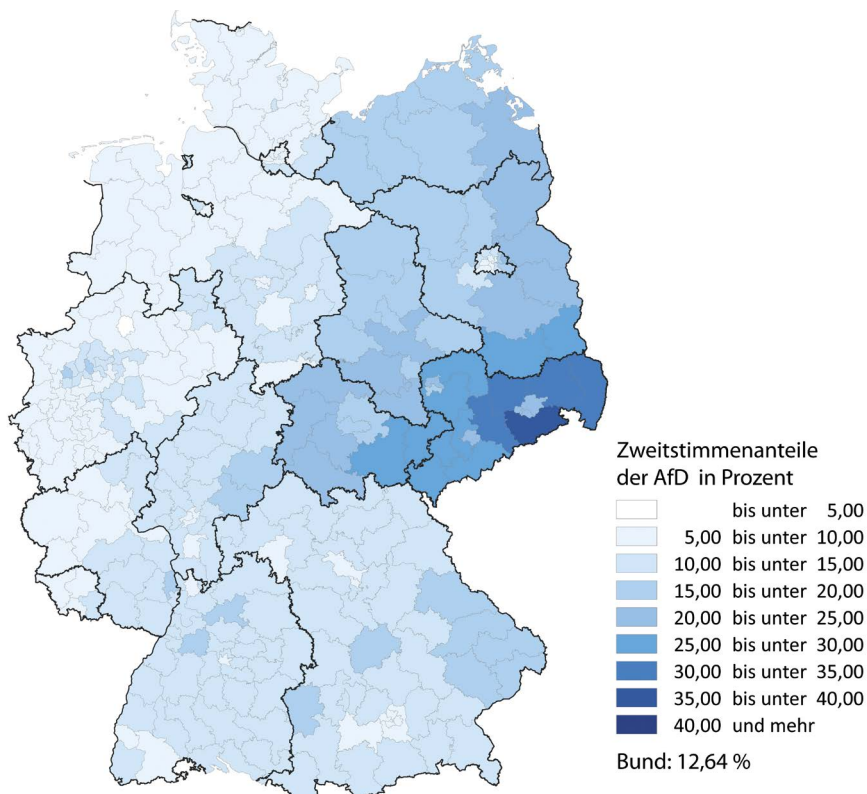 Zweitstimmenanteile
der AfD in Prozent
bis unter 5,00
5,00 bis unter 10,00
10,00 bis unter 15,00
15,00 bis unter 20,00
20,00 bis unter 25,00
25,00 bis unter 30,00
30,00 bis unter 35,00
35,00 bis unter 40,00
40,00 und mehr
Bund: 12,64 %